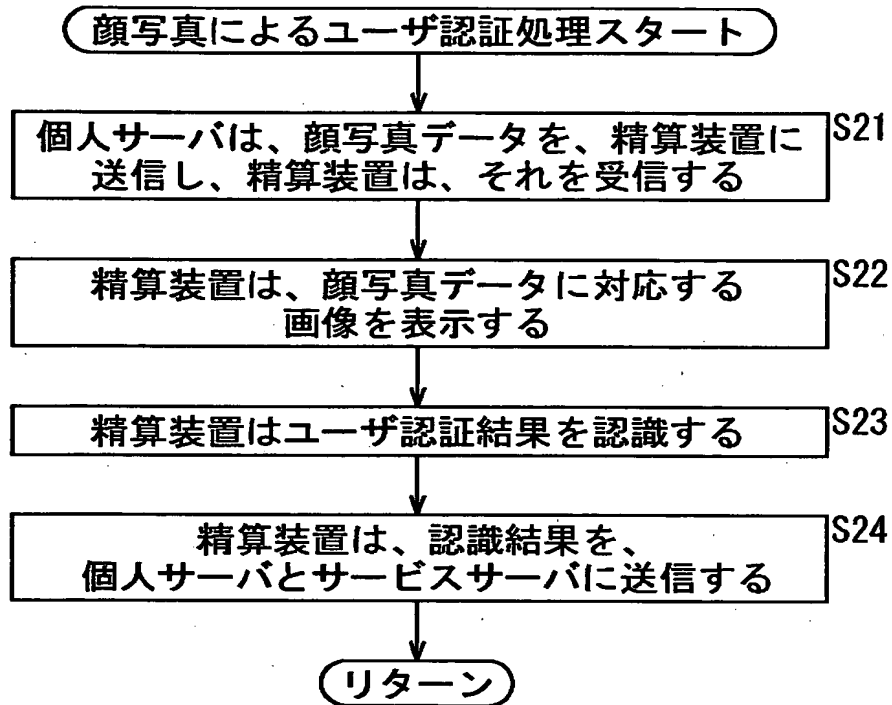 顔写真によるユーザ認証処理スタート
個人サーバは、顔写真データを、精算装置に
送信し、精算装置は、それを受信する
S21
精算装置は、顔写真データに対応する
画像を表示する
S22
精算装置はユーザ認証結果を認識する
S23
精算装置は、認識結果を、
個人サーバとサービスサーバに送信する
S24
リターン